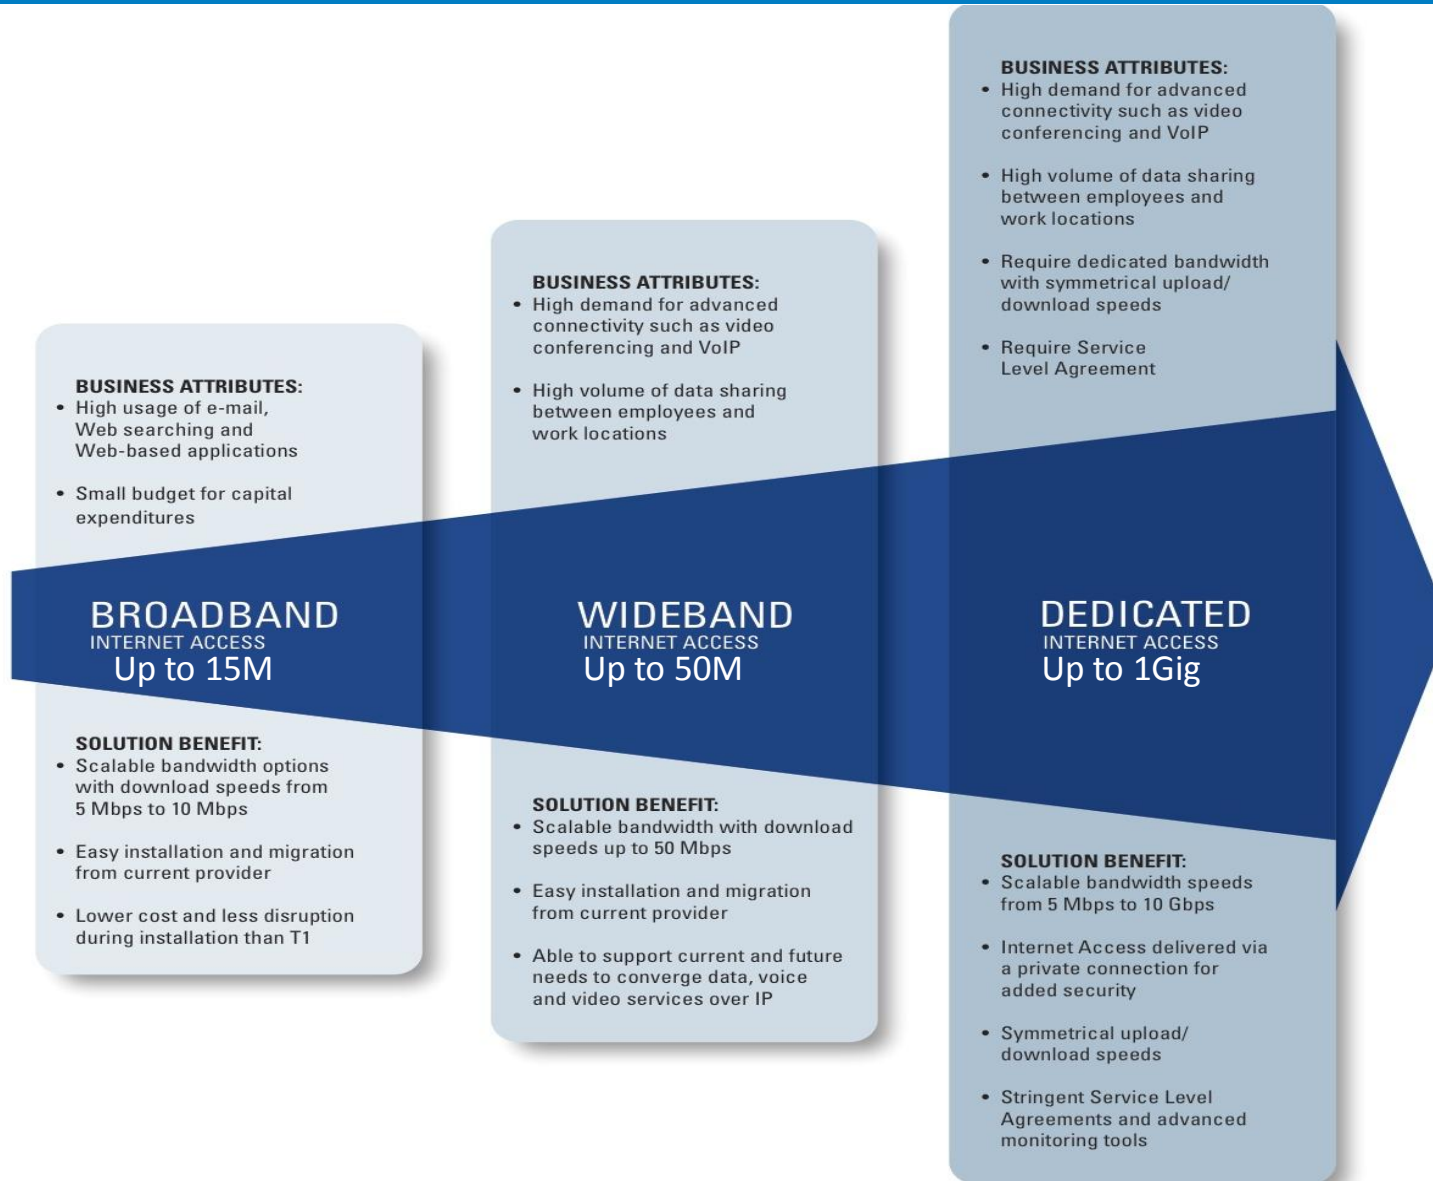 BUSINESS ATTRIBUTES:
• High usage of e-mail,
Web searching and
Web-based applications
• Small budget for capital
expenditures
BROADBAND
INTERNET ACCESS
Up to 15M
SOLUTION BENEFIT:
• Scalable bandwidth options
with download speeds from
5 Mbps to 10 Mbps
• Easy installation and migration
from current provider
• Lower cost and less disruption
during installation than T1
BUSINESS ATTRIBUTES:
• High demand for advanced
connectivity such as video
conferencing and VoIP
• High volume of data sharing
between employees and
work locations
WIDEBAND
INTERNET ACCESS
Up to 50M
SOLUTION BENEFIT:
• Scalable bandwidth with download
speeds up to 50 Mbps
• Easy installation and migration
from current provider
• Able to support current and future
needs to converge data, voice
and video services over IP
BUSINESS ATTRIBUTES:
• High demand for advanced
connectivity such as video
conferencing and VoIP
• High volume of data sharing
between employees and
work locations
• Require dedicated bandwidth
with symmetrical upload/
download speeds
• Require Service
Level Agreement
DEDICATED
INTERNET ACCESS
Up to 1Gig
SOLUTION BENEFIT:
• Scalable bandwidth speeds
from 5 Mbps to 10 Gbps
• Internet Access delivered via
a private connection for
added security
• Symmetrical upload/
download speeds
• Stringent Service Level
Agreements and advanced
monitoring tools